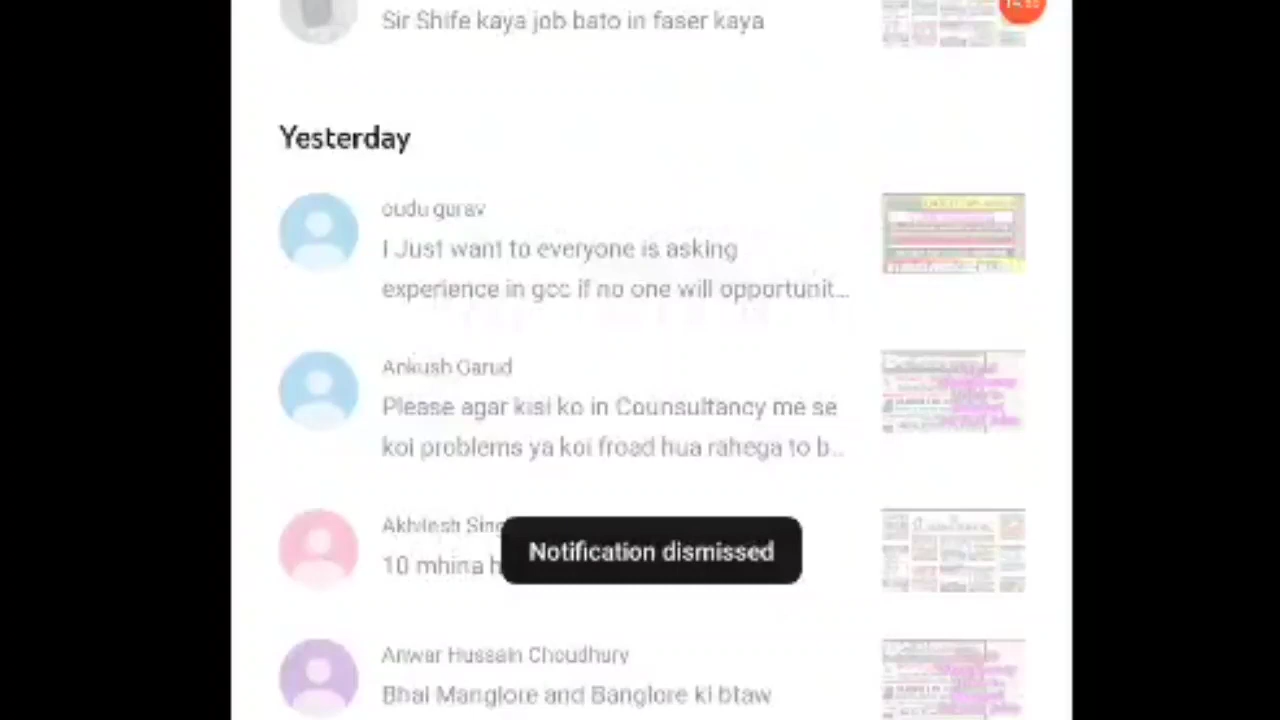 Sir Shife kaya job bato in faser kaya
Yesterday
oudu gurav
I Just want to everyone is asking
experience in gcc if no one will opportunit...
Ankush Garud
Please agar kisi ko in Counsultancy me se
koi problems ya koi froad hua rahega to b...
Akhilesh Sing
10 mhina h
Notification dismissed
Anwar Hussain Choudhury
Bhai Manglore and Banglore ki btaw